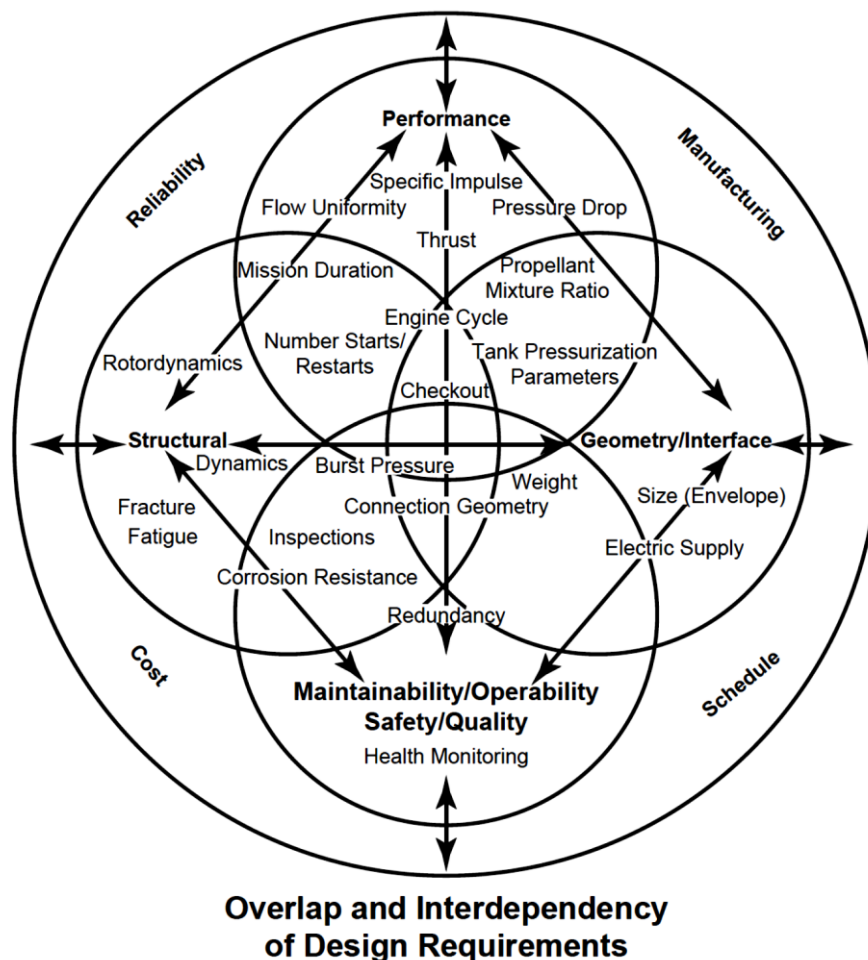 Performance
Reliability
Manufacturing
Specific Impulse
Flow Uniformity
Pressure Drop
Thrust
Mission Duration
Propellant
Mixture Ratio
Engine Cycle
Number Starts/
Restarts
Rotordynamics
Tank Pressurization
Parameters
Checkout
Structural
Geometry/Interface
Dynamics
Burst Pressure
Weight
Size (Envelope)
Fracture
Fatigue
Connection Geometry
Inspections
Electric Supply
Corrosion Resistance
Redundancy
Cost
Schedule
Maintainability/Operability
Safety/Quality
Health Monitoring
Overlap and Interdependency
of Design Requirements